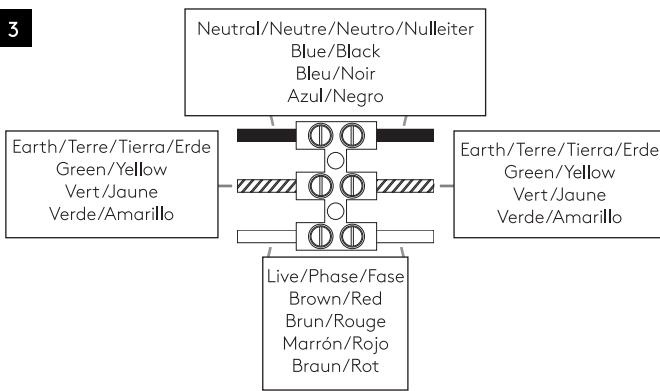 3
Neutral/Neutre/Neutro/Nulleiter
Blue/Black
Bleu/Noir
Azul/Negro
Earth/Terre/Tierra/Erde
Green/Yellow
Vert/Jaune
Verde/Amarillo
Earth/Terre/Tierra/Erde
Green/Yellow
Vert/Jaune
Verde/Amarillo
Live/Phase/Fase
Brown/Red
Brun/Rouge
Marrón/Rojo
Braun/Rot